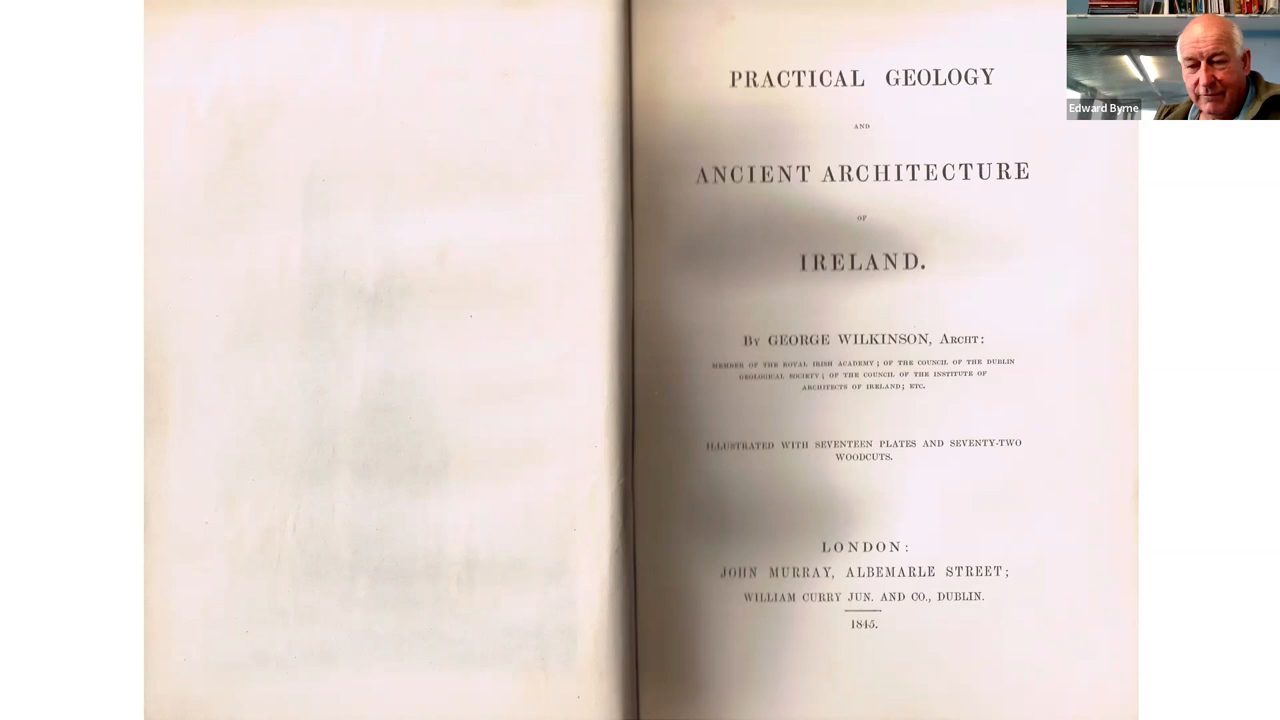 PRACTICAL GEOLOGY
AND
ANCIENT ARCHITECTURE
OF
IRELAND.
By GEORGE WILKINSON, Archt:
MEMBER OF THE ROYAL IRISH ACADEMY; OF THE COUNCIL OF THE DUBLIN
GEOLOGICAL SOCIETY; OF THE COUNCIL OF THE INSTITUTE OF
ARCHITECTS OF IRELAND; ETC.
ILLUSTRATED WITH SEVENTEEN PLATES AND SEVENTY-TWO
WOODCUTS.
LONDON:
JOHN MURRAY, ALBEMARLE STREET;
WILLIAM CURRY JUN. AND CO., DUBLIN.
1845.
Edward Byrne